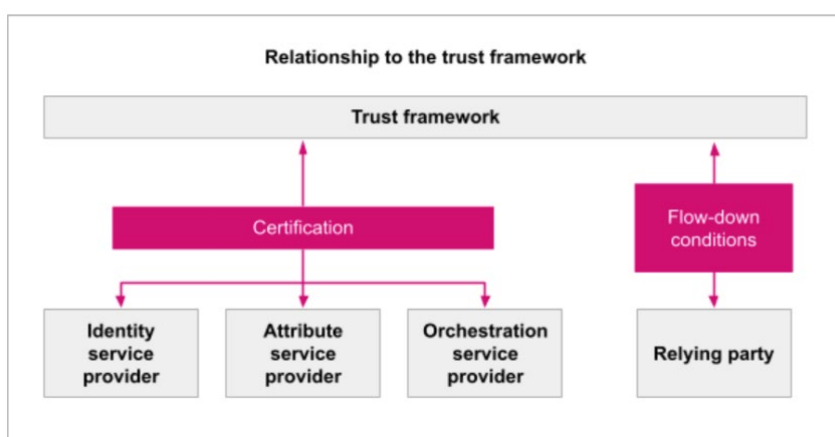 Relationship to the trust framework
Trust framework
Certification
Flow-down
conditions
Identity
service
provider
Attribute
service
provider
Orchestration
service
provider
Relying party